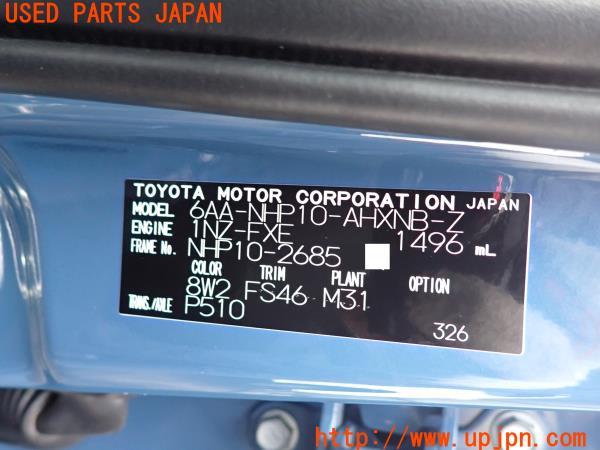 USED PARTS JAPAN
TOYOTA MOTOR CORPORATION JAPAN
MODEL 6AA-NHP10-AHXNB-Z
ENGINE 1NZ-FXE 1496 mL
FRAME No. NHP10-2685
COLOR TRIM PLANT OPTION
8W2 FS46 M31
TRANS./AXLE P510
326
http://www.upjpn.com